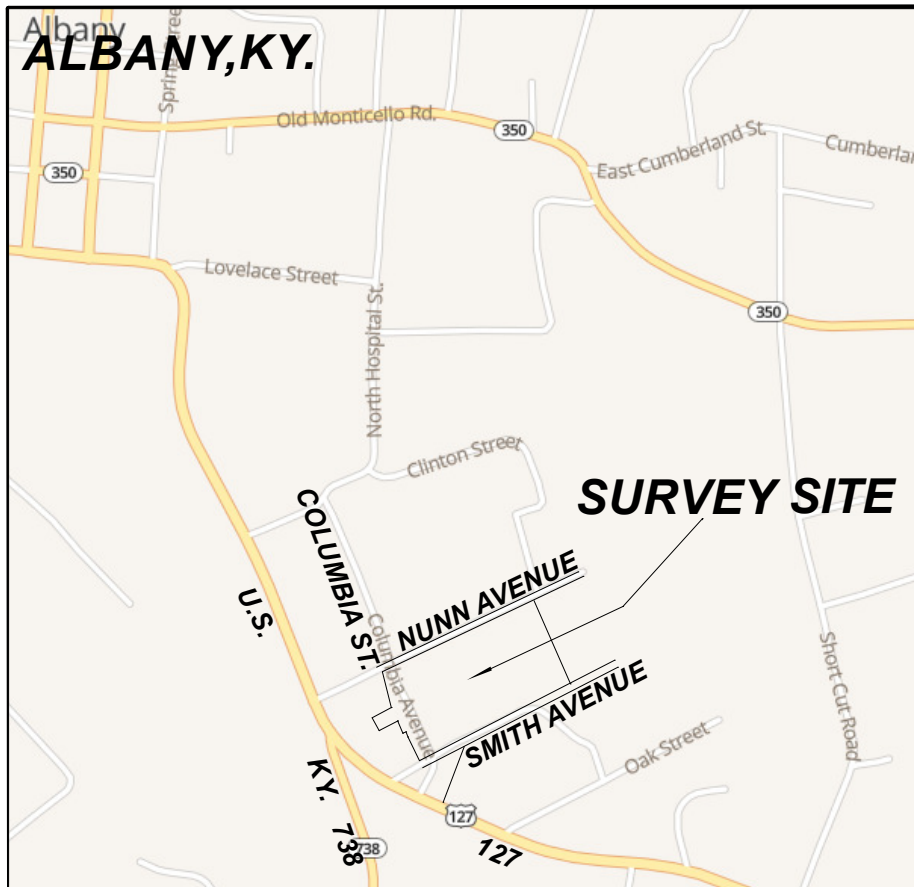 Albany
ALBANY,KY.
Spring Street
Old Monticello Rd.
350
East Cumberland St.
Cumberlan
350
Lovelace Street
350
North Hospital St.
Clinton Street
SURVEY SITE
COLUMBIA ST.
NUNN AVENUE
U.S.
Columbia Avenue
SMITH AVENUE
Short Cut Road
Oak Street
KY. 738
738
127
127